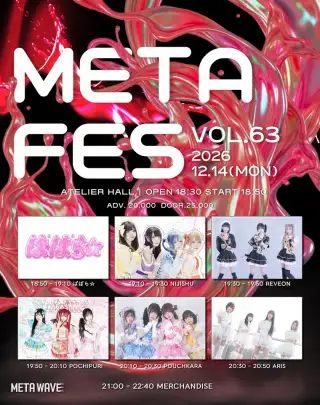 META
FES
VOL.63
2026
12.14(MON)
ATELIER HALL | OPEN 18:30 START 18:50
ADV. 20,000 DOOR.25,000
ぱぱら☆
18:50 - 19:10 ぱぱら☆
19:10 - 19:30 NIJISHU
19:30 - 19:50 REVEON
19:50 - 20:10 POCHIPURI
20:10 - 20:30 POUCHKARA
20:30 - 20:50 ARIS
META WAVE
21:00 - 22:40 MERCHANDISE